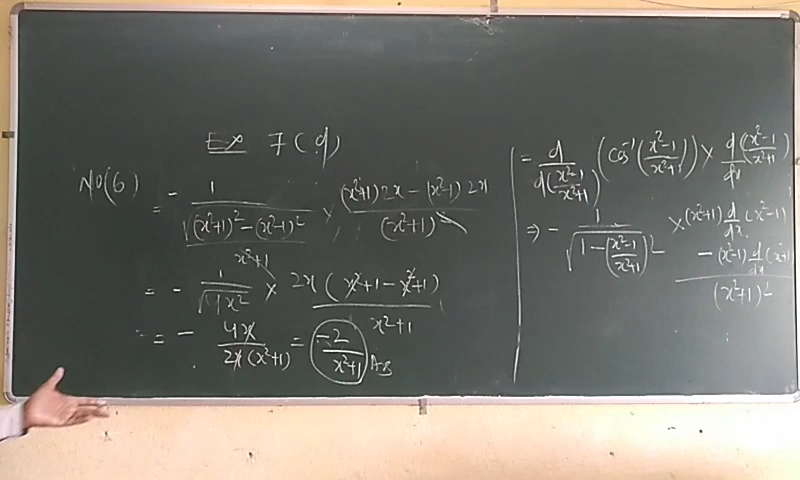 Ex 7(q)
No(6)
= - 1/√((x²+1)² - (x²-1)²)/(x²+1) × ((x²+1)2x - (x²-1)2x)/(x²+1)²
= - 1/√4x² × 2x(x²+1-x²+1)/(x²+1)
= - 4x/2x(x²+1) = -2/(x²+1) Ans
= d/d((x²-1)/(x²+1)) (cos⁻¹((x²-1)/(x²+1))) × d/dx((x²-1)/(x²+1))
⇒ - 1/√(1-((x²-1)/(x²+1))²) × ((x²+1) d/dx (x²-1) - (x²-1) d/dx (x²+1))/(x²+1)²